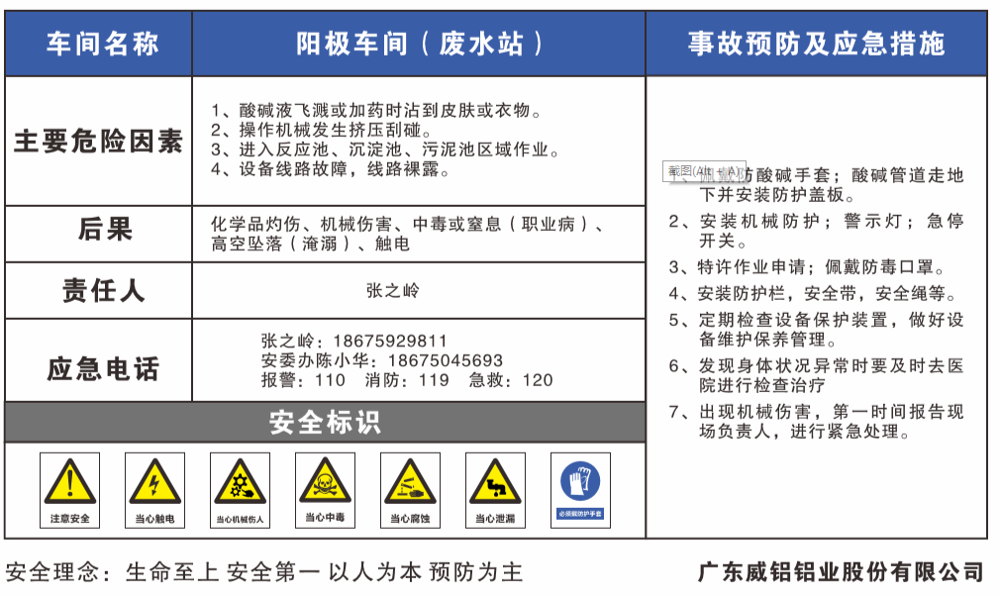 车间名称
阳极车间（废水站）
事故预防及应急措施
主要危险因素
1、酸碱液飞溅或加药时沾到皮肤或衣物。
2、操作机械发生挤压刮碰。
3、进入反应池、沉淀池、污泥池区域作业。
4、设备线路故障，线路裸露。
后果
化学品灼伤、机械伤害、中毒或窒息（职业病）、
高空坠落（淹溺）、触电
责任人
张之岭
应急电话
张之岭：18675929811
安委办陈小华：18675045693
报警：110 消防：119 急救：120
截图(Alt + A)
1、佩戴防酸碱手套；酸碱管道走地
下并安装防护盖板。
2、安装机械防护；警示灯；急停
开关。
3、特许作业申请；佩戴防毒口罩。
4、安装防护栏，安全带，安全绳等。
5、定期检查设备保护装置，做好设
备维护保养管理。
6、发现身体状况异常时要及时去医
院进行检查治疗
7、出现机械伤害，第一时间报告现
场负责人，进行紧急处理。
安全标识
注意安全
当心触电
当心机械伤人
当心中毒
当心腐蚀
当心泄漏
必须戴防护手套
安全理念：生命至上 安全第一 以人为本 预防为主
广东威铝铝业股份有限公司